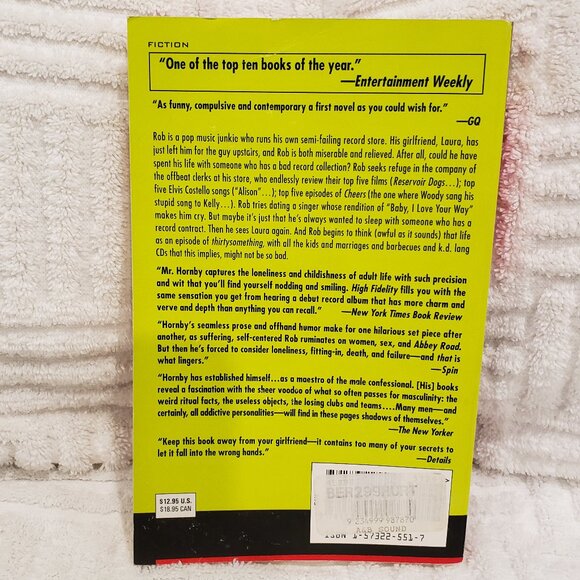 FICTION
“One of the top ten books of the year.”
—Entertainment Weekly
“As funny, compulsive and contemporary a first novel as you could wish for.”
—GQ
Rob is a pop music junkie who runs his own semi-failing record store. His girlfriend, Laura, has
just left him for the guy upstairs, and Rob is both miserable and relieved. After all, could he have
spent his life with someone who has a bad record collection? Rob seeks refuge in the company of
the offbeat clerks at his store, who endlessly review their top five films (Reservoir Dogs...); top
five Elvis Costello songs (“Alison”...); top five episodes of Cheers (the one where Woody sang his
stupid song to Kelly...). Rob tries dating a singer whose rendition of “Baby, I Love Your Way”
makes him cry. But maybe it’s just that he’s always wanted to sleep with someone who has a
record contract. Then he sees Laura again. And Rob begins to think (awful as it sounds) that life
as an episode of thirtysomething, with all the kids and marriages and barbecues and k.d. lang
CDs that this implies, might not be so bad.
“Mr. Hornby captures the loneliness and childishness of adult life with such precision
and wit that you’ll find yourself nodding and smiling. High Fidelity fills you with the
same sensation you get from hearing a debut record album that has more charm and
verve and depth than anything you can recall.” —New York Times Book Review
“Hornby’s seamless prose and offhand humor make for one hilarious set piece after
another, as suffering, self-centered Rob ruminates on women, sex, and Abbey Road.
But then he’s forced to consider loneliness, fitting-in, death, and failure—and that is
what lingers.” —Spin
“Hornby has established himself...as a maestro of the male confessional. [His] books
reveal a fascination with the sheer voodoo of what so often passes for masculinity: the
weird ritual facts, the useless objects, the losing clubs and teams....Many men—and
certainly, all addictive personalities—will find in these pages shadows of themselves.”
—The New Yorker
“Keep this book away from your girlfriend—it contains too many of your secrets to
let it fall into the wrong hands.” —Details
$12.95 U.S.
$18.95 CAN
A&B SOUND
ISBN 1-57322-551-7